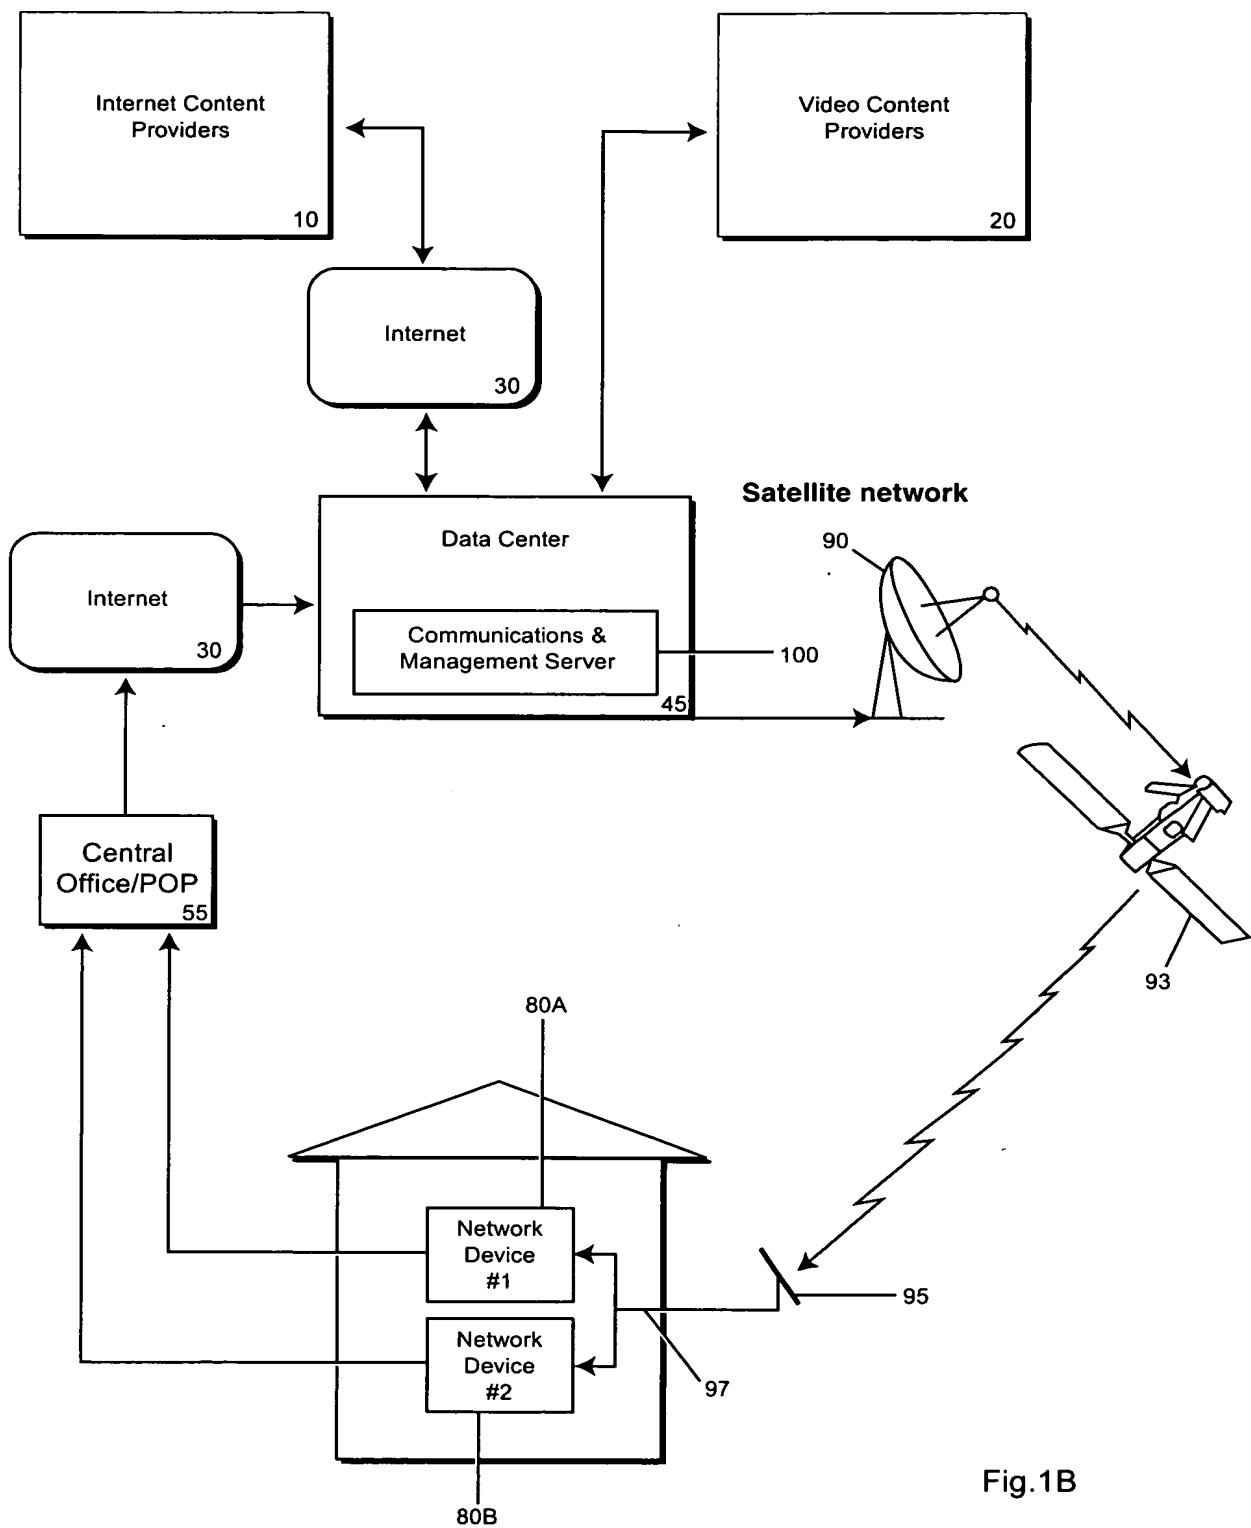 Internet Content
Providers
10
Video Content
Providers
20
Internet
30
Satellite network
Data Center
90
Internet
30
Communications &
Management Server
100
45
Central
Office/POP
55
93
80A
Network
Device
#1
95
Network
Device
#2
97
80B
Fig.1B